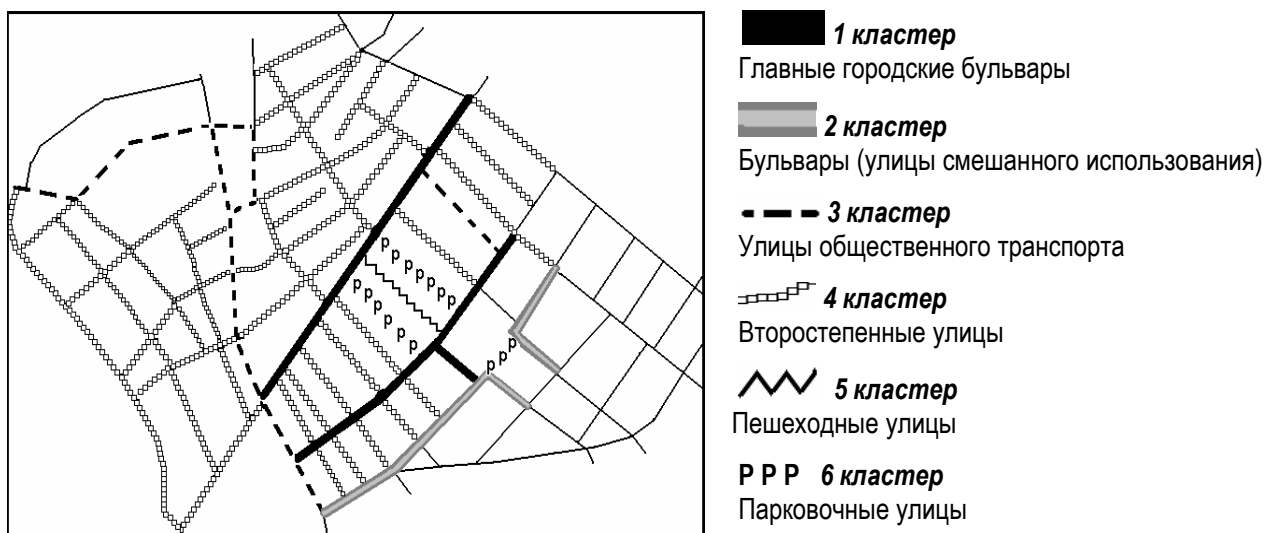 1 кластер
Главные городские бульвары
2 кластер
Бульвары (улицы смешанного использования)
3 кластер
Улицы общественного транспорта
4 кластер
Второстепенные улицы
5 кластер
Пешеходные улицы
Р Р Р 6 кластер
Парковочные улицы
р р р р р р р
р р р р р р
р р р